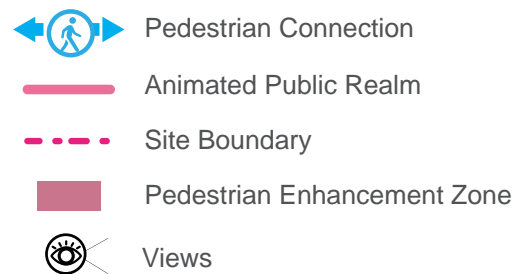 Pedestrian Connection
Animated Public Realm
Site Boundary
Pedestrian Enhancement Zone
Views